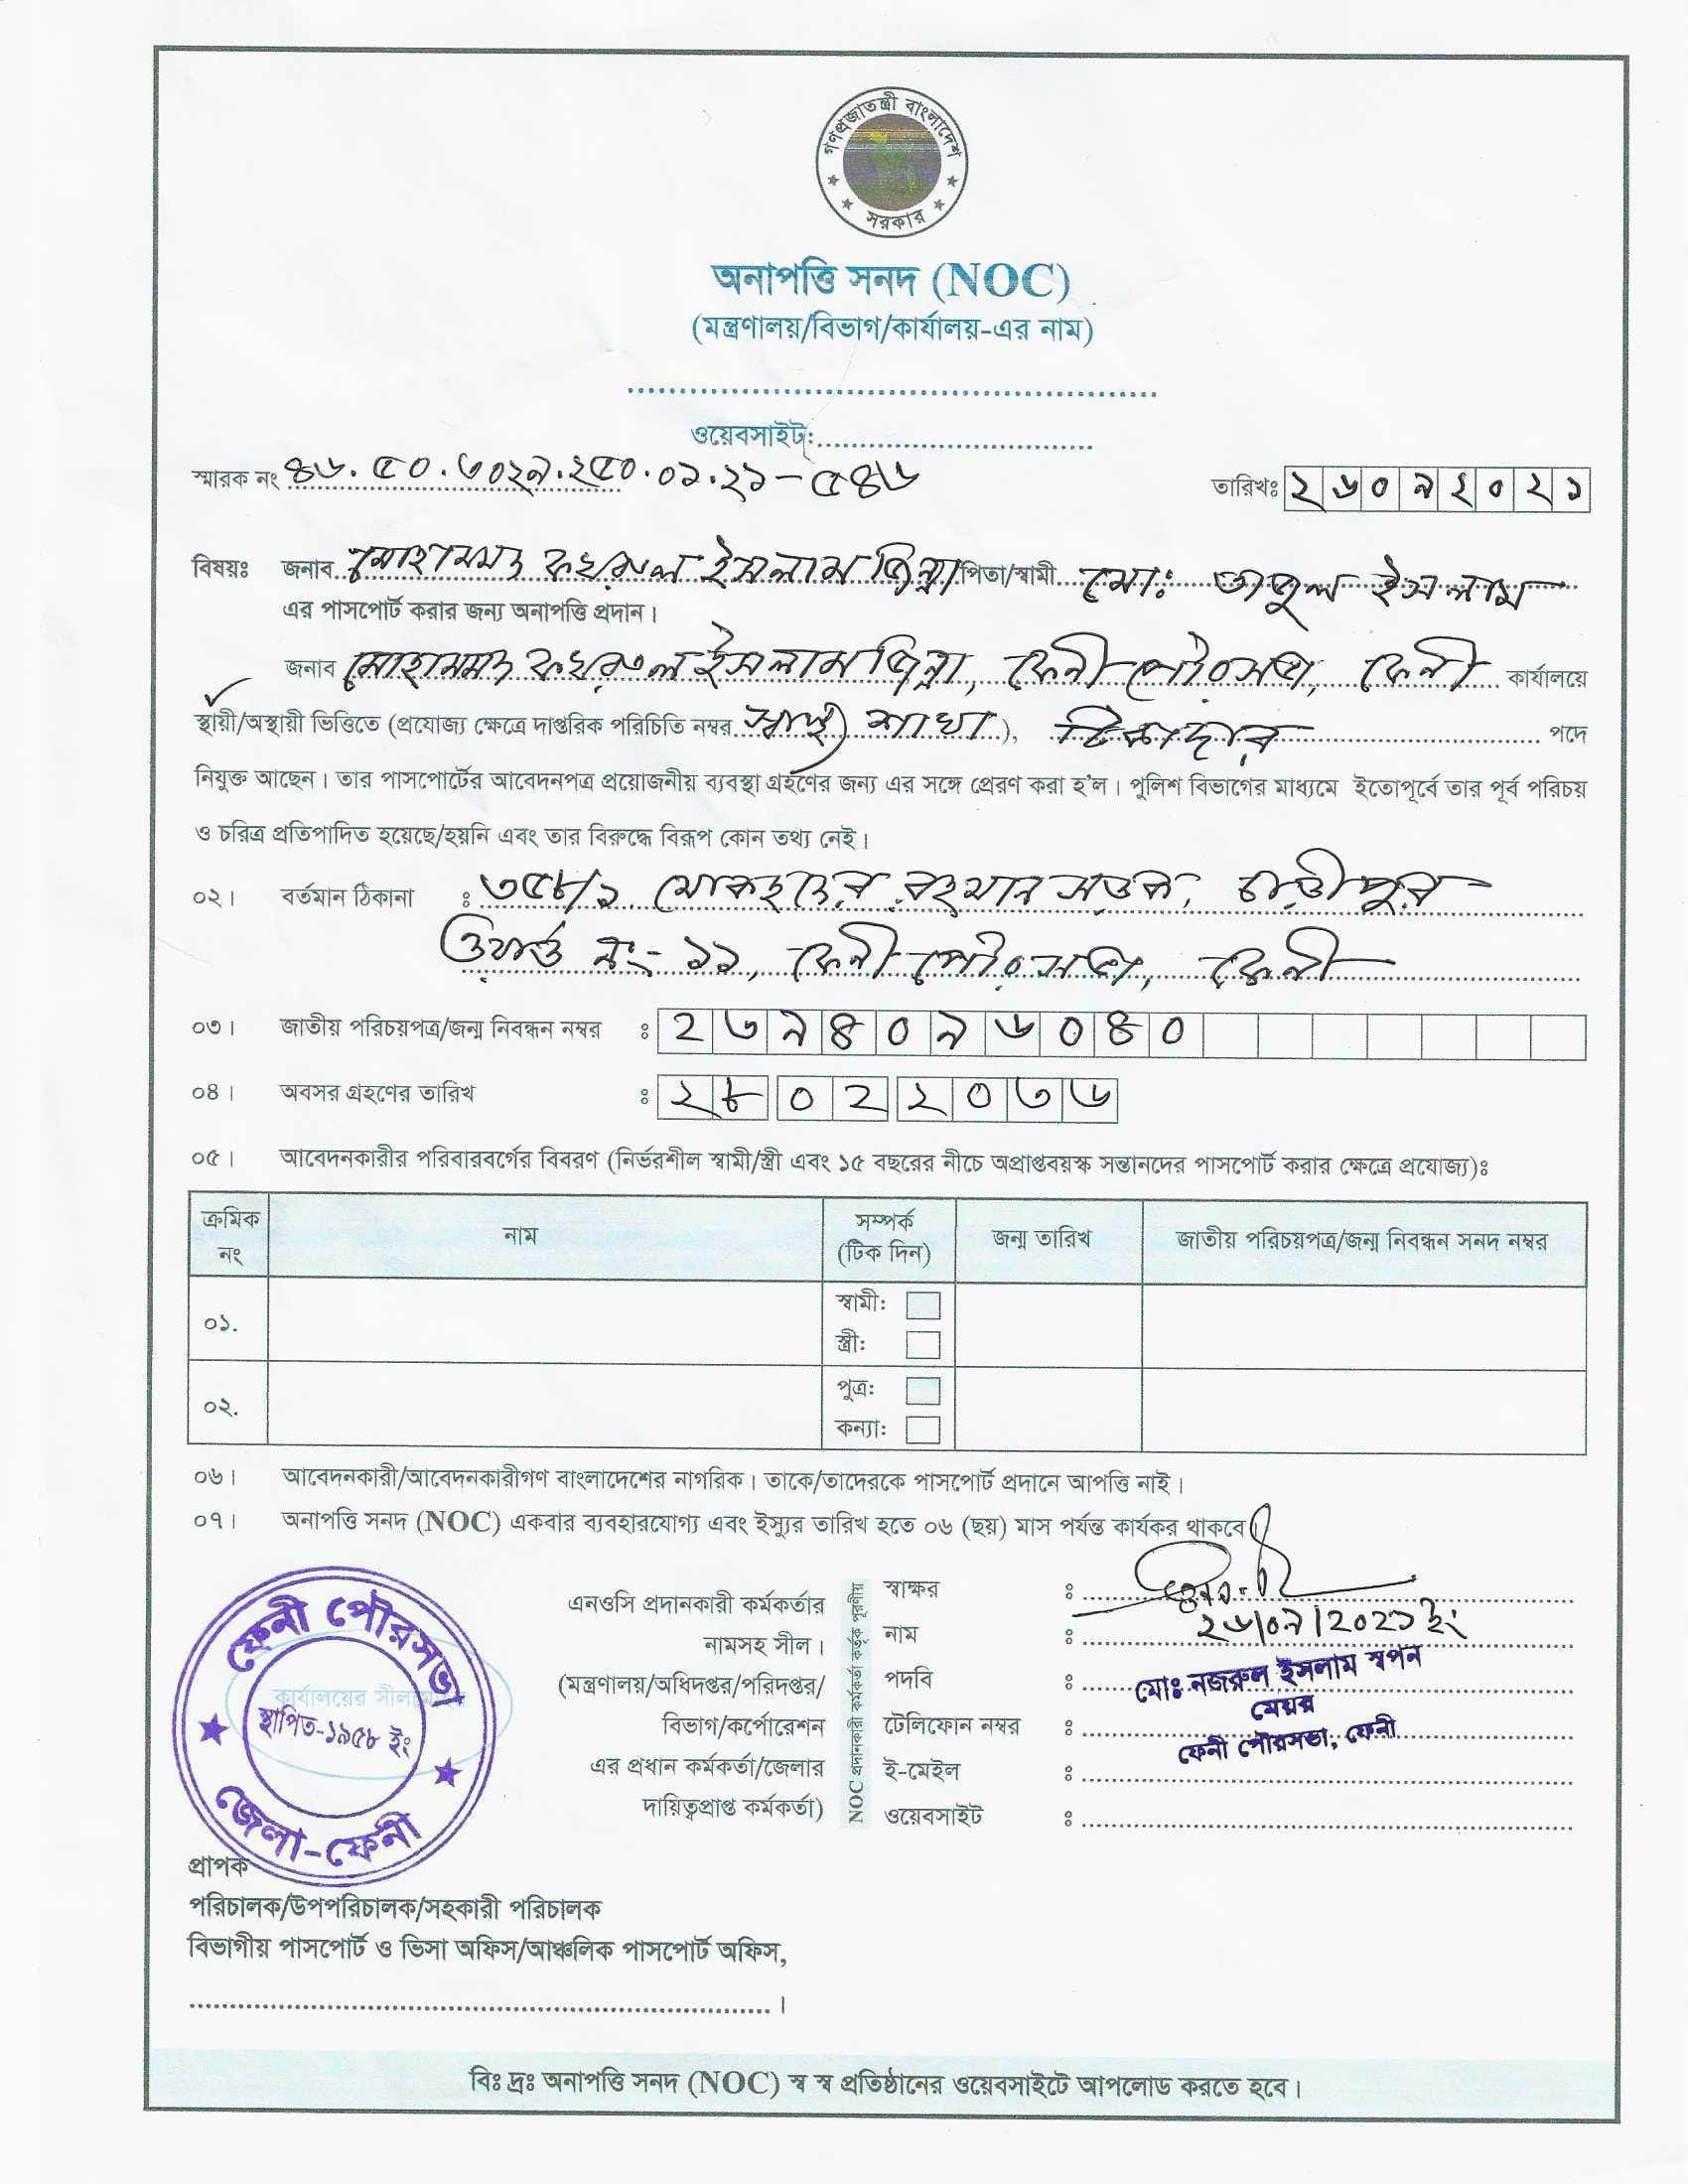 গণপ্রজাতন্ত্রী বাংলাদেশ
সরকার
অনাপত্তি সনদ (NOC)
(মন্ত্রণালয়/বিভাগ/কার্যালয়-এর নাম)
ওয়েবসাইট:
স্মারক নং ৪৬.৫০.৩০২৯.২৫০.০১.২১-৫৪৬ তারিখঃ ২৬০৯২০২১
বিষয়ঃ জনাব মোহাম্মদ ফখরুল ইসলাম জিন্না পিতা/স্বামী মোঃ তাজুল ইসলাম
এর পাসপোর্ট করার জন্য অনাপত্তি প্রদান।
জনাব মোহাম্মদ ফখরুল ইসলাম জিন্না, ফেনী পৌরসভা, ফেনী কার্যালয়ে
স্থায়ী/অস্থায়ী ভিত্তিতে (প্রযোজ্য ক্ষেত্রে দাপ্তরিক পরিচিতি নম্বর স্বাস্থ্য শাখা), টিকাদার পদে
নিযুক্ত আছেন। তার পাসপোর্টের আবেদনপত্র প্রয়োজনীয় ব্যবস্থা গ্রহণের জন্য এর সঙ্গে প্রেরণ করা হ'ল। পুলিশ বিভাগের মাধ্যমে ইতোপূর্বে তার পূর্ব পরিচয়
ও চরিত্র প্রতিপাদিত হয়েছে/হয়নি এবং তার বিরুদ্ধে বিরূপ কোন তথ্য নেই।
০২। বর্তমান ঠিকানা : ৩৫৮/১ রহমান সড়ক, চাড়ীপুর
ওয়ার্ড নং- ১১, ফেনী পৌরসভা, ফেনী
০৩। জাতীয় পরিচয়পত্র/জন্ম নিবন্ধন নম্বর : ২৩৯৪০৯৬০৪০
০৪। অবসর গ্রহণের তারিখ : ২৮০২২০৩৬
০৫। আবেদনকারীর পরিবারবর্গের বিবরণ (নির্ভরশীল স্বামী/স্ত্রী এবং ১৫ বছরের নীচে অপ্রাপ্তবয়স্ক সন্তানদের পাসপোর্ট করার ক্ষেত্রে প্রযোজ্য)ঃ
ক্রমিক নং নাম সম্পর্ক (টিক দিন) জন্ম তারিখ জাতীয় পরিচয়পত্র/জন্ম নিবন্ধন সনদ নম্বর
০১. স্বামী:
স্ত্রী:
০২. পুত্র:
কন্যা:
০৬। আবেদনকারী/আবেদনকারীগণ বাংলাদেশের নাগরিক। তাকে/তাদেরকে পাসপোর্ট প্রদানে আপত্তি নাই।
০৭। অনাপত্তি সনদ (NOC) একবার ব্যবহারযোগ্য এবং ইস্যুর তারিখ হতে ০৬ (ছয়) মাস পর্যন্ত কার্যকর থাকবে।
ফেনী পৌরসভা
কার্যালয়ের
স্থাপিত-১৯৫৮ ইং
জেলা-ফেনী
এনওসি প্রদানকারী কর্মকর্তার
নামসহ সীল।
(মন্ত্রণালয়/অধিদপ্তর/পরিদপ্তর/
বিভাগ/কর্পোরেশন
এর প্রধান কর্মকর্তা/জেলার
দায়িত্বপ্রাপ্ত কর্মকর্তা)
NOC প্রদানকারী কর্মকর্তা কর্তৃক পূরণীয়
স্বাক্ষর :
২৬/০৯/২০২১ ইং
নাম :
পদবি :
টেলিফোন নম্বর :
ই-মেইল :
ওয়েবসাইট :
মোঃ নজরুল ইসলাম স্বপন
মেয়র
ফেনী পৌরসভা, ফেনী
প্রাপক
পরিচালক/উপপরিচালক/সহকারী পরিচালক
বিভাগীয় পাসপোর্ট ও ভিসা অফিস/আঞ্চলিক পাসপোর্ট অফিস,
।
বিঃ দ্রঃ অনাপত্তি সনদ (NOC) স্ব স্ব প্রতিষ্ঠানের ওয়েবসাইটে আপলোড করতে হবে।